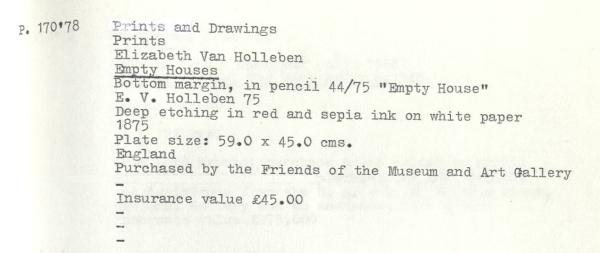 P. 170'78
Prints and Drawings
Prints
Elizabeth Van Holleben
Empty Houses
Bottom margin, in pencil 44/75 "Empty House"
E. V. Holleben 75
Deep etching in red and sepia ink on white paper
1875
Plate size: 59.0 x 45.0 cms.
England
Purchased by the Friends of the Museum and Art Gallery
-
Insurance value £45.00
-
-
-